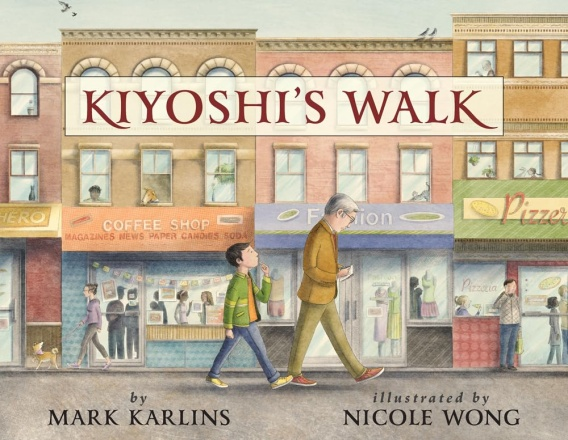 KIYOSHI'S WALK
HERO
COFFEE SHOP
MAGAZINES NEWS PAPER CANDIES SODA
Pizzer
Pizzeria
by
MARK KARLINS
illustrated by
NICOLE WONG